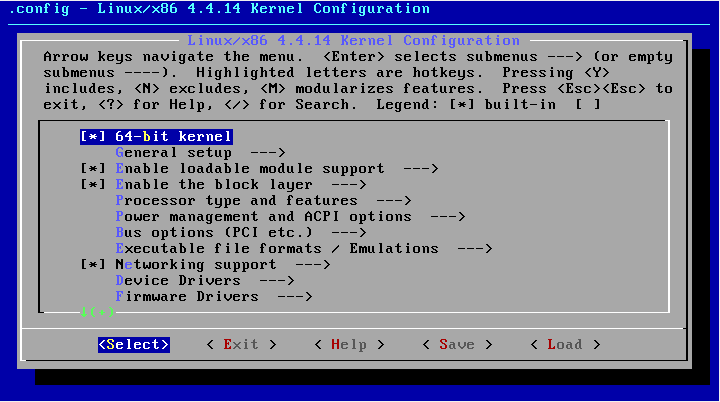 .config - Linux/x86 4.4.14 Kernel Configuration
Linux/x86 4.4.14 Kernel Configuration
Arrow keys navigate the menu.  <Enter> selects submenus ---> (or empty
submenus ----).  Highlighted letters are hotkeys.  Pressing <Y>
includes, <N> excludes, <M> modularizes features.  Press <Esc><Esc> to
exit, <?> for Help, </> for Search.  Legend: [*] built-in  [ ]
[*] 64-bit kernel
General setup  --->
[*] Enable loadable module support  --->
[*] Enable the block layer  --->
Processor type and features  --->
Power management and ACPI options  --->
Bus options (PCI etc.)  --->
Executable file formats / Emulations  --->
[*] Networking support  --->
Device Drivers  --->
Firmware Drivers  --->
↓(+)
<Select>    < Exit >    < Help >    < Save >    < Load >